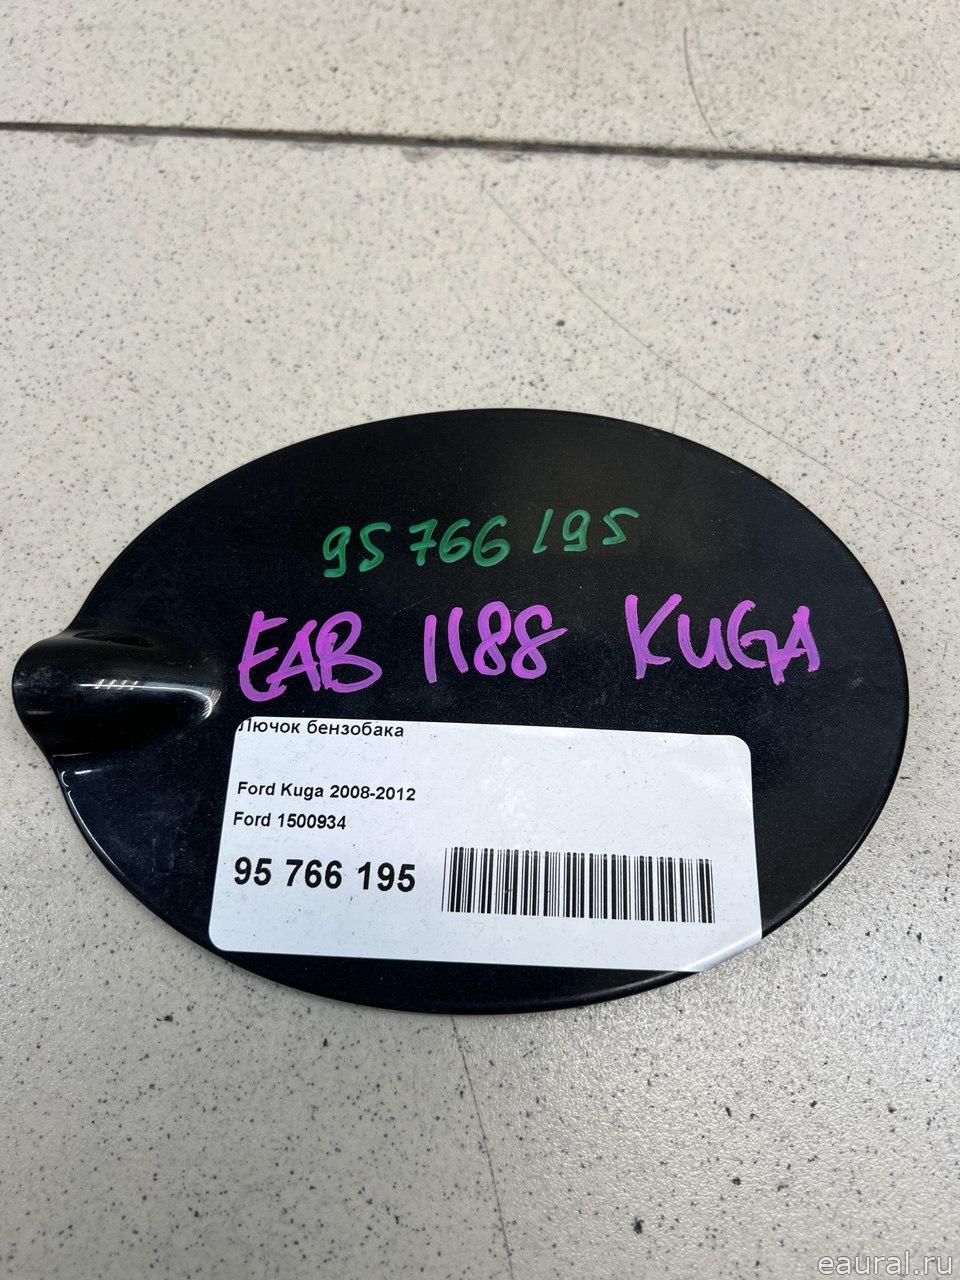 95 766 195
EAB 1188 KUGA
Лючок бензобака
Ford Kuga 2008-2012
Ford 1500934
95 766 195
eaural.ru